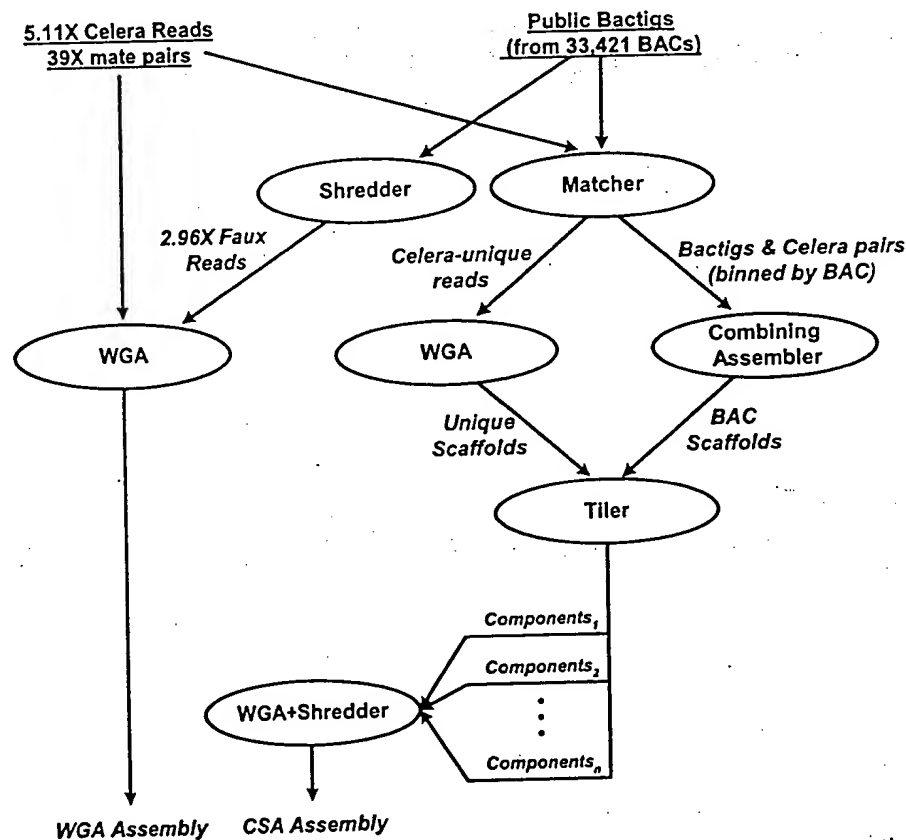 5.11X Celera Reads
39X mate pairs
Public Bactigs
(from 33,421 BACs)
Shredder
Matcher
2.96X Faux
Reads
Celera-unique
reads
Bactigs & Celera pairs
(binned by BAC)
WGA
WGA
Combining
Assembler
Unique
Scaffolds
BAC
Scaffolds
Tiler
Components1
Components2
WGA+Shredder
Componentsn
WGA Assembly
CSA Assembly